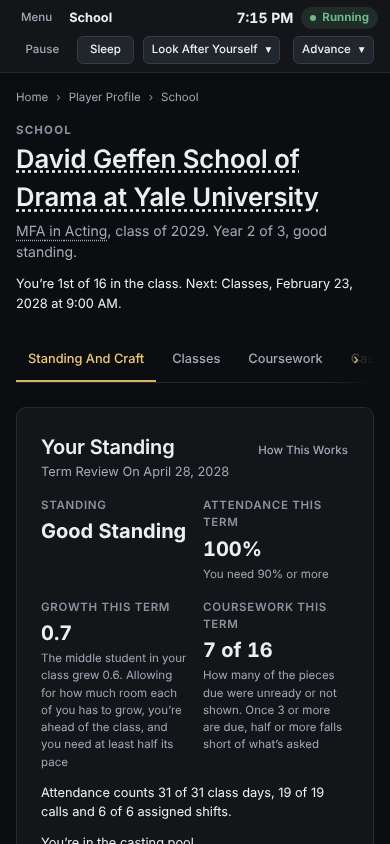 Menu School 7:15 PM Running
Pause Sleep Look After Yourself Advance
Home › Player Profile › School
SCHOOL
David Geffen School of
Drama at Yale University
MFA in Acting, class of 2029. Year 2 of 3, good
standing.
You're 1st of 16 in the class. Next: Classes, February 23,
2028 at 9:00 AM.
Standing And Craft Classes Coursework
Your Standing How This Works
Term Review On April 28, 2028
STANDING
Good Standing
ATTENDANCE THIS
TERM
100%
You need 90% or more
GROWTH THIS TERM
0.7
The middle student in your
class grew 0.6. Allowing
for how much room each
of you has to grow, you're
ahead of the class, and
you need at least half its
pace
COURSEWORK THIS
TERM
7 of 16
How many of the pieces
due were unready or not
shown. Once 3 or more
are due, half or more falls
short of what's asked
Attendance counts 31 of 31 class days, 19 of 19
calls and 6 of 6 assigned shifts.
You're in the casting pool